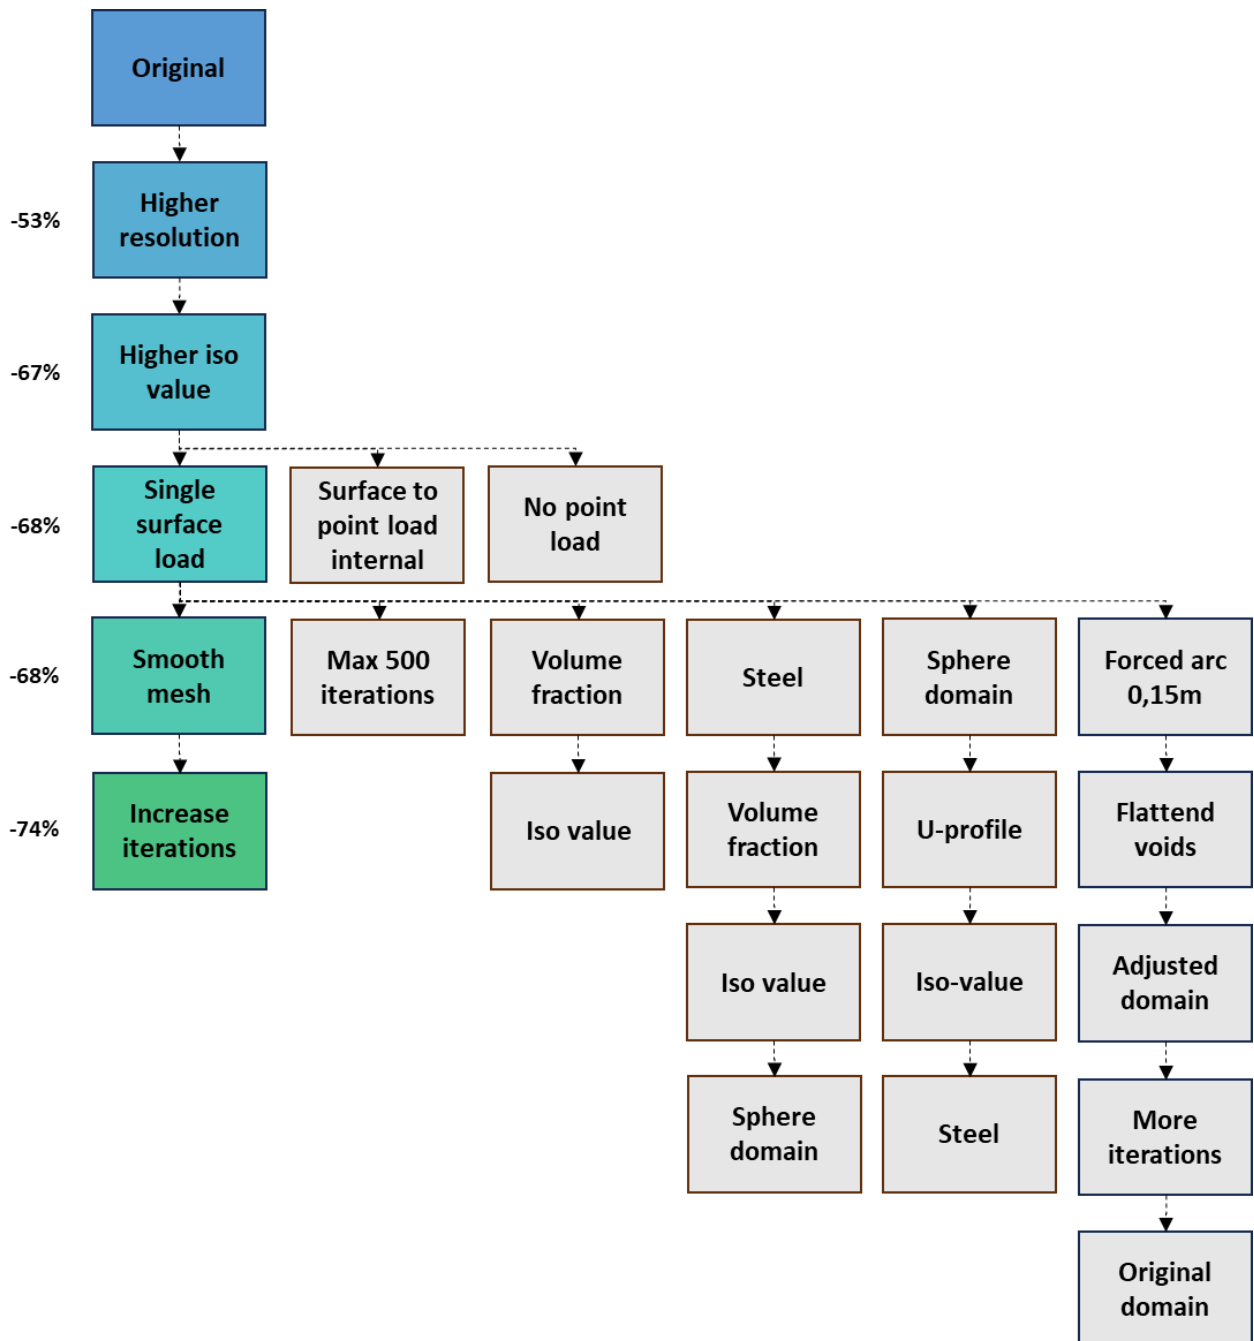 Original
-53%
Higher
resolution
-67%
Higher iso
value
-68%
Single
surface
load
Surface to
point load
internal
No point
load
-68%
Smooth
mesh
Max 500
iterations
Volume
fraction
Steel
Sphere
domain
Forced arc
0,15m
-74%
Increase
iterations
Iso value
Volume
fraction
U-profile
Flattend
voids
Iso value
Iso-value
Adjusted
domain
Sphere
domain
Steel
More
iterations
Original
domain